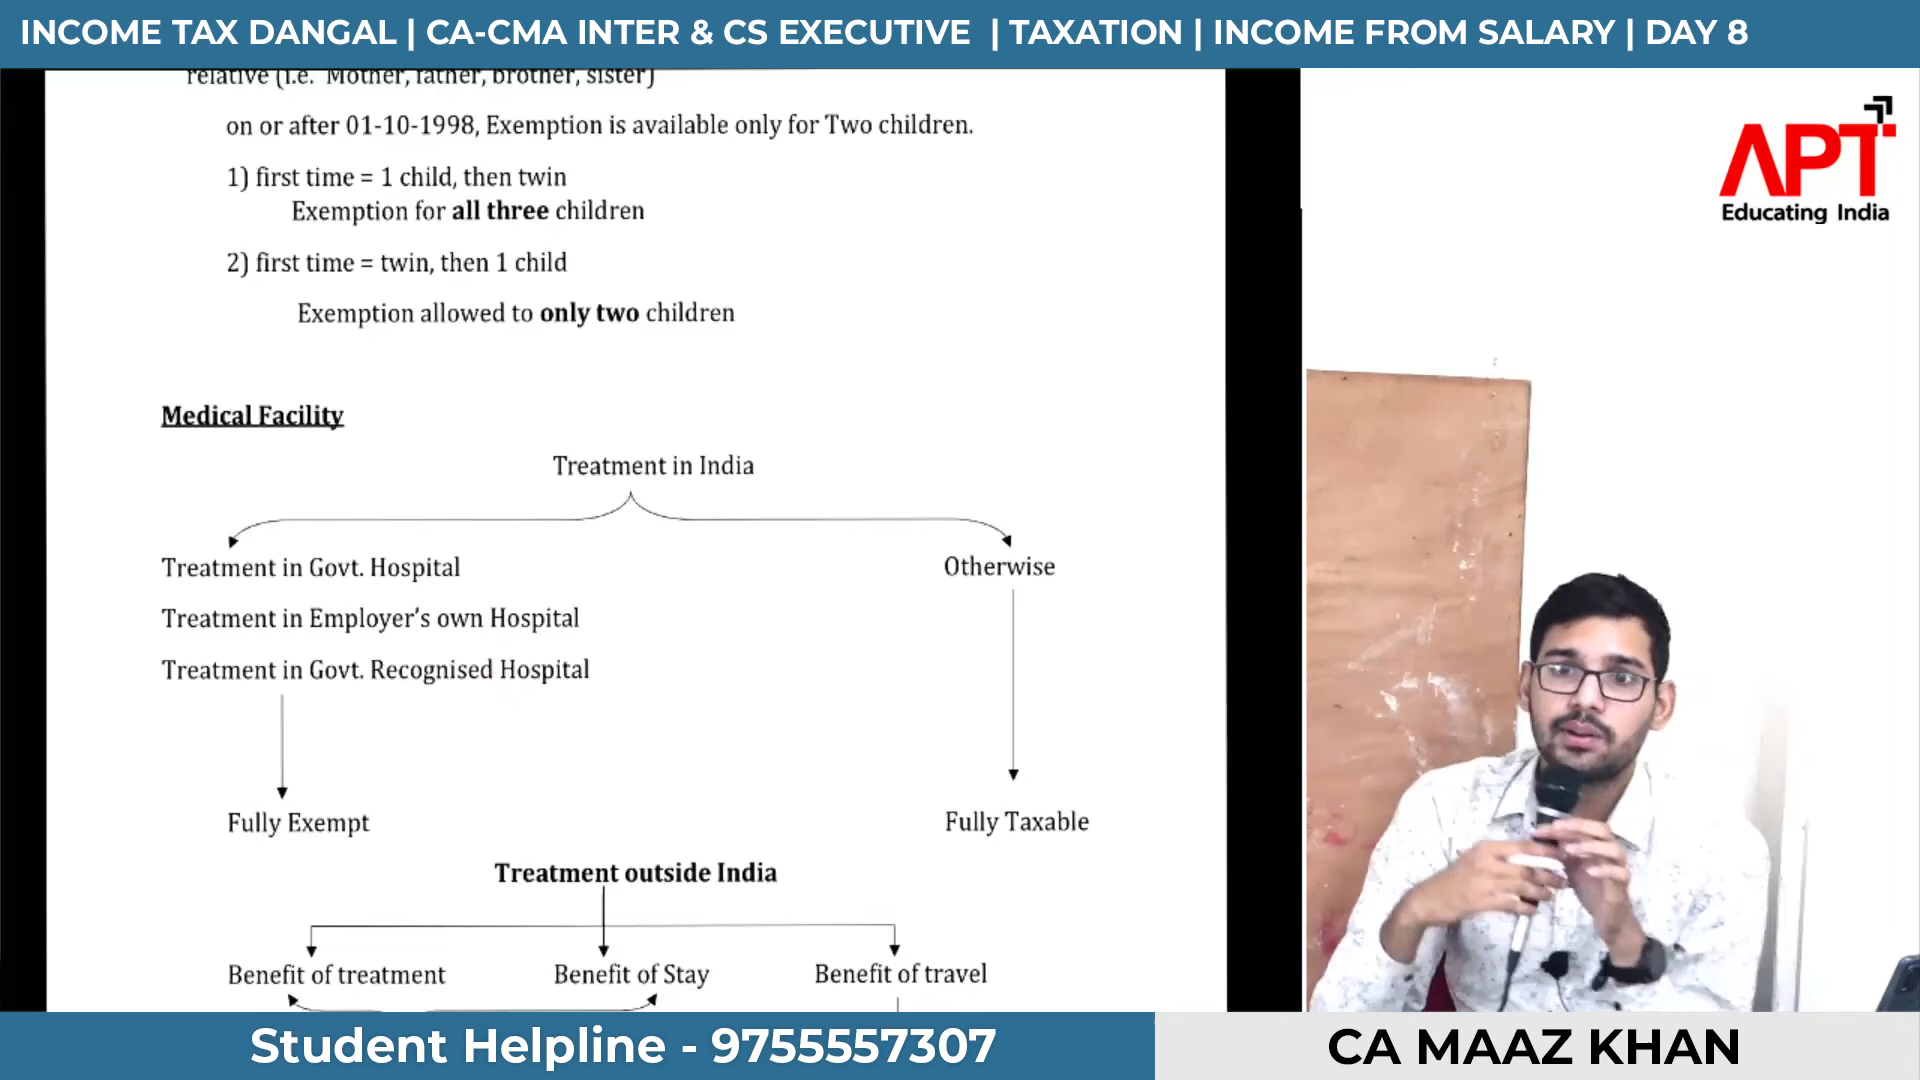 INCOME TAX DANGAL | CA-CMA INTER & CS EXECUTIVE | TAXATION | INCOME FROM SALARY | DAY 8
relative (i.e. Mother, father, brother, sister)
on or after 01-10-1998, Exemption is available only for Two children.
1) first time = 1 child, then twin
Exemption for all three children
2) first time = twin, then 1 child
Exemption allowed to only two children
Medical Facility
Treatment in India
Treatment in Govt. Hospital
Otherwise
Treatment in Employer’s own Hospital
Treatment in Govt. Recognised Hospital
Fully Exempt
Fully Taxable
Treatment outside India
Benefit of treatment
Benefit of Stay
Benefit of travel
APT
Educating India
Student Helpline - 9755557307
CA MAAZ KHAN